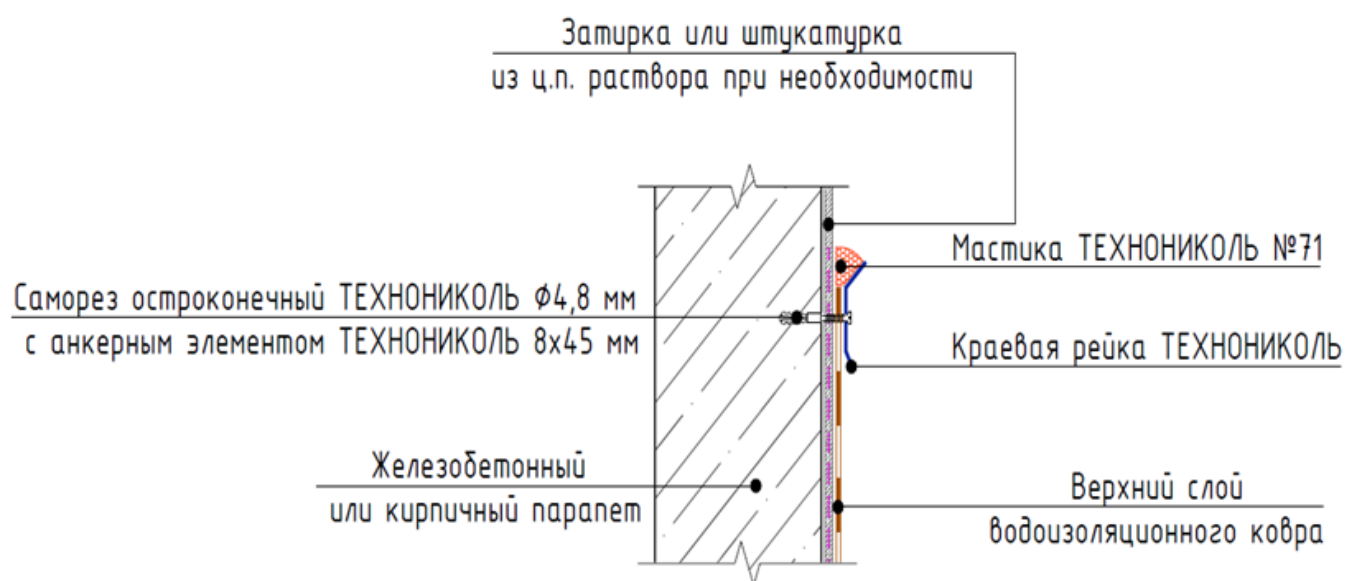 Затирка или штукатурка
из ц.п. раствора при необходимости
Мастика ТЕХНОНИКОЛЬ №71
Саморез остроконечный ТЕХНОНИКОЛЬ Ø4,8 мм
с анкерным элементом ТЕХНОНИКОЛЬ 8х45 мм
Краевая рейка ТЕХНОНИКОЛЬ
Железобетонный
или кирпичный парапет
Верхний слой
водоизоляционного ковра